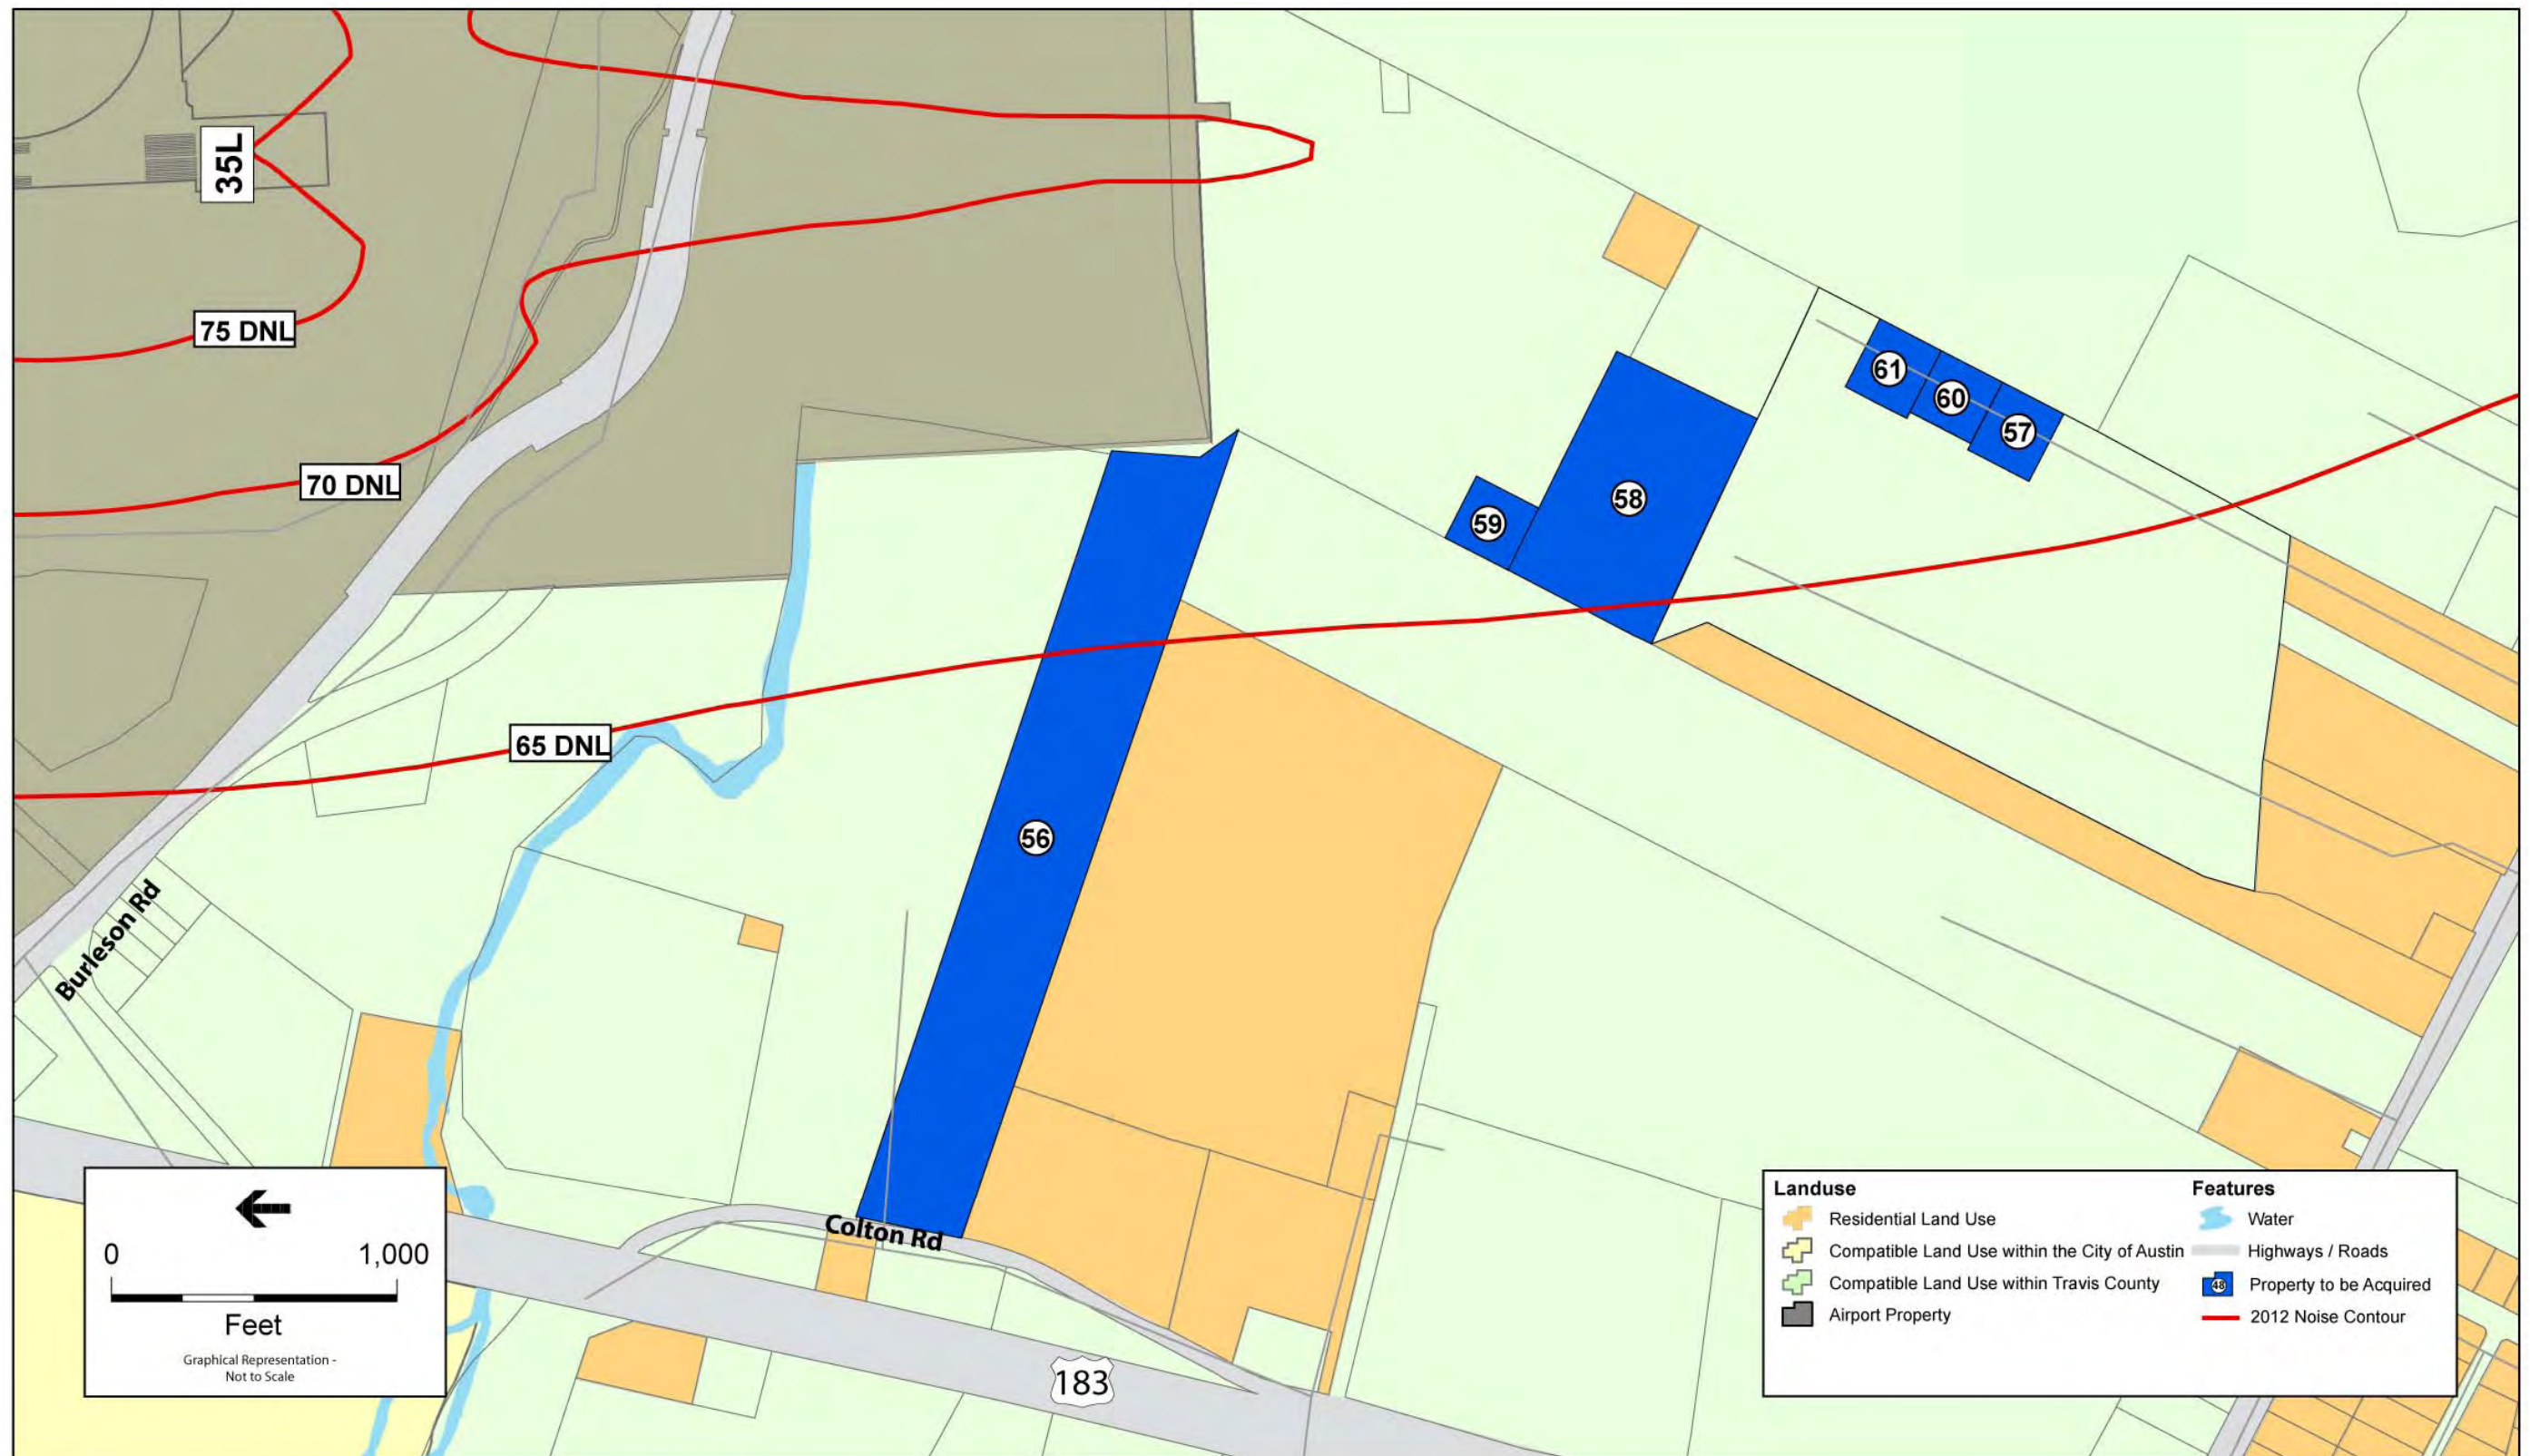 35L
75 DNL
70 DNL
65 DNL
61
60
57
58
59
56
Burleson Rd
Colton Rd
183
0 1,000
Feet
Graphical Representation -
Not to Scale
Landuse
Residential Land Use
Compatible Land Use within the City of Austin
Compatible Land Use within Travis County
Airport Property
Features
Water
Highways / Roads
48 Property to be Acquired
2012 Noise Contour